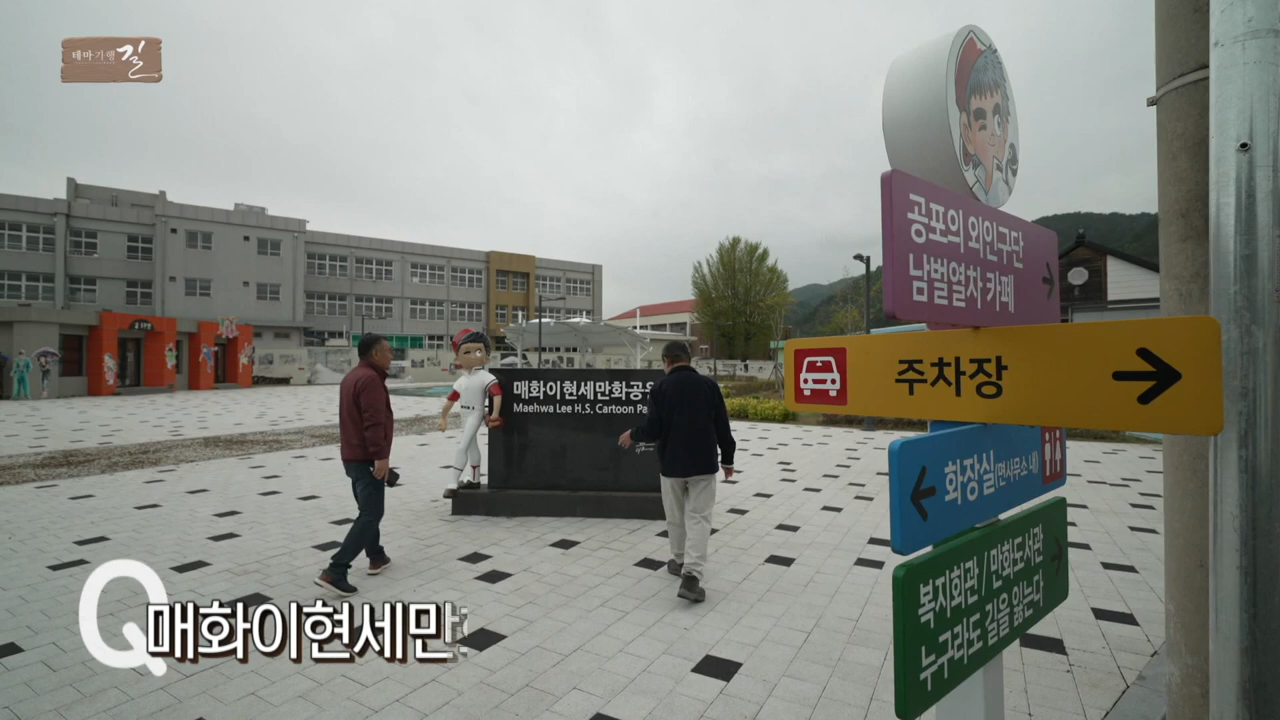 테마기행 길
공포의 외인구단
남벌열차 카페
주차장
매화이현세만화공원
Maehwa Lee H.S. Cartoon Pa
화장실(면사무소 내)
복지회관 / 만화도서관
누구라도 길을 잃는다
Q 매화이현세만